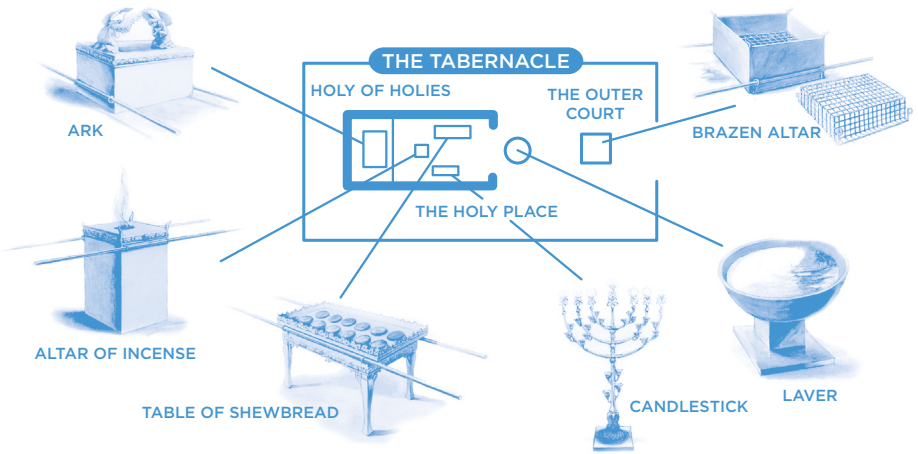 THE TABERNACLE
HOLY OF HOLIES
THE OUTER
COURT
ARK
BRAZEN ALTAR
THE HOLY PLACE
ALTAR OF INCENSE
TABLE OF SHEWBREAD
CANDLESTICK
LAVER